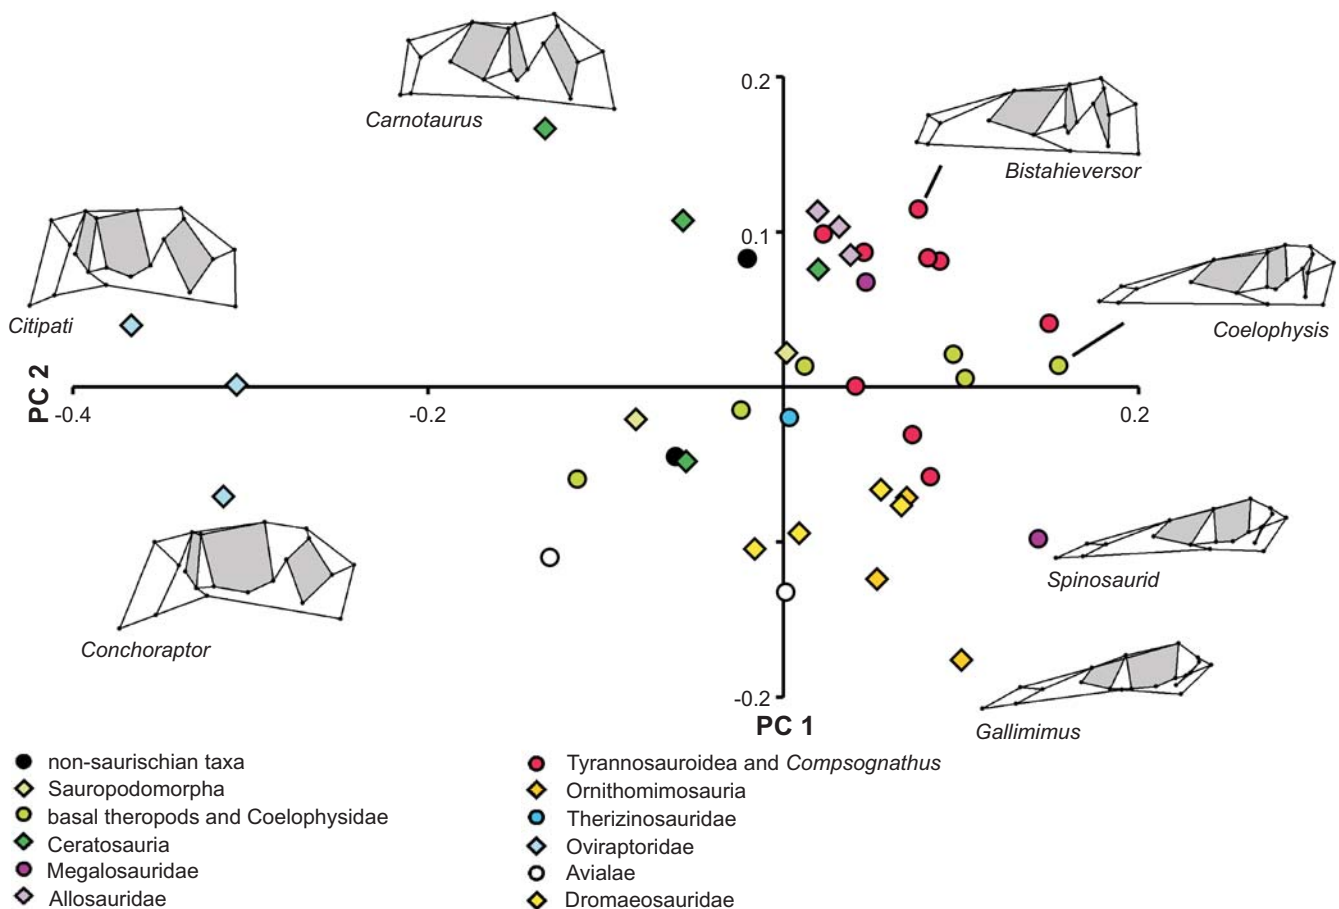 Carnotaurus
0.2
Bistahieversor
0.1
Citipati
Coelophysis
PC 2
-0.4
-0.2
0.2
Conchoraptor
Spinosaurid
-0.2
PC 1
Gallimimus
non-saurischian taxa
Sauropodomorpha
basal theropods and Coelophysidae
Ceratosauria
Megalosauridae
Allosauridae
Tyrannosauroidea and Compsognathus
Ornithomimosauria
Therizinosauridae
Oviraptoridae
Avialae
Dromaeosauridae